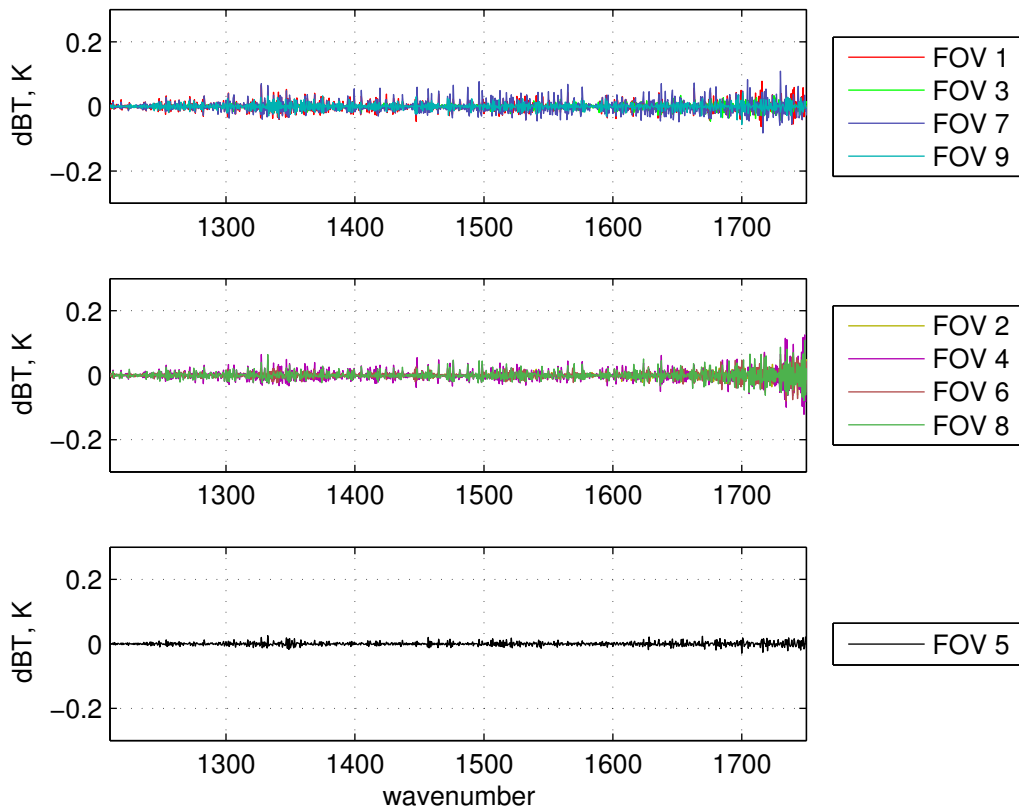 0.2
0
−0.2
dBT, K
1300 1400 1500 1600 1700
FOV 1
FOV 3
FOV 7
FOV 9
0.2
0
−0.2
dBT, K
1300 1400 1500 1600 1700
FOV 2
FOV 4
FOV 6
FOV 8
0.2
0
−0.2
dBT, K
1300 1400 1500 1600 1700
wavenumber
FOV 5